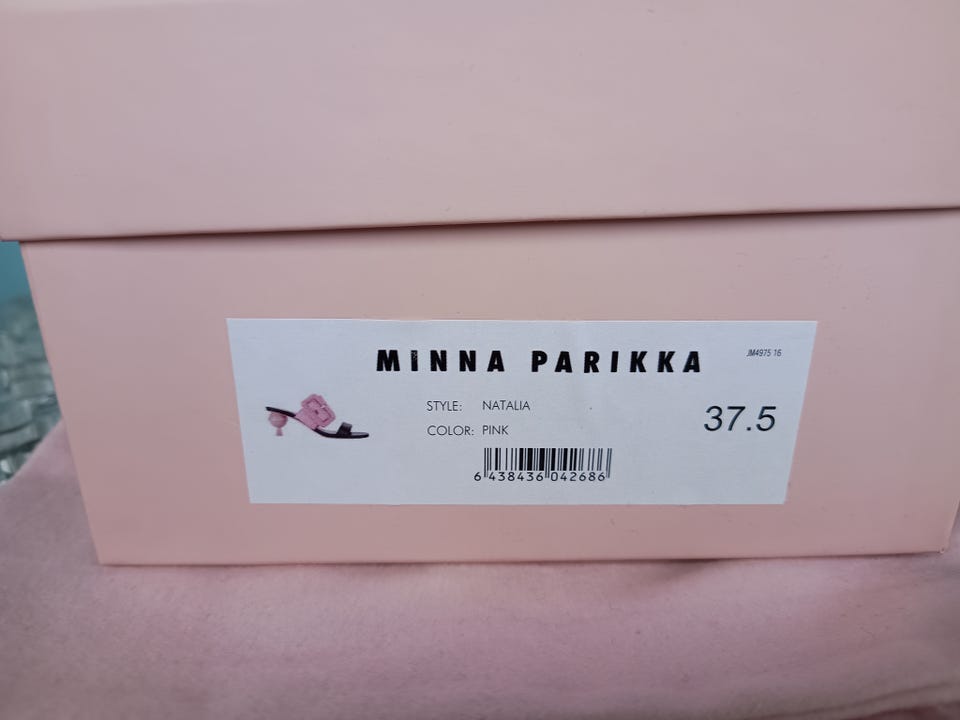 MINNA PARIKKA
JM4975 16
STYLE: NATALIA
COLOR: PINK
37.5
6 438436 042686